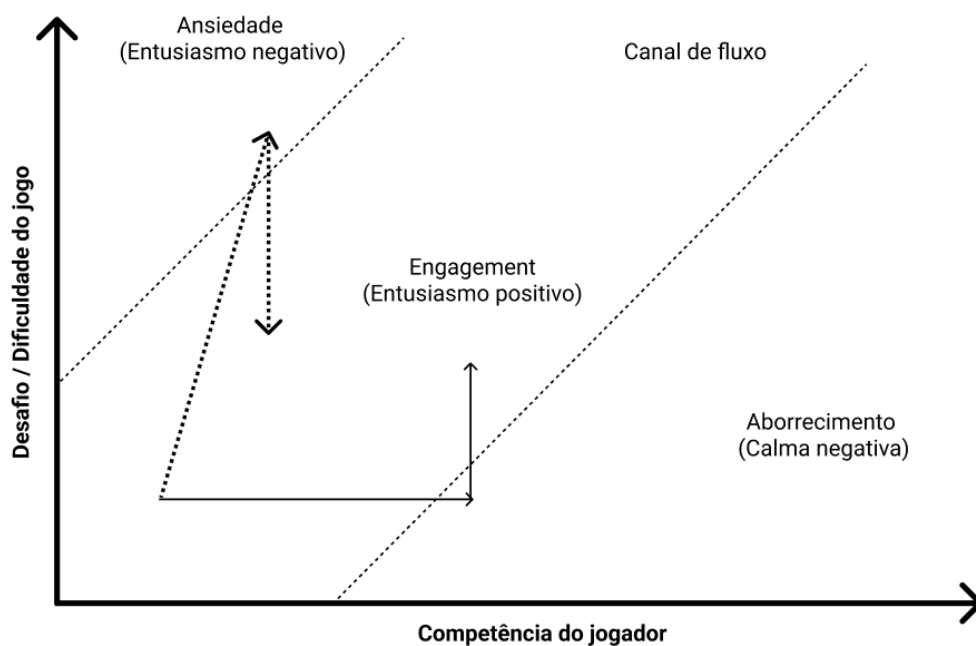 Ansiedade
(Entusiasmo negativo)
Canal de fluxo
Engagement
(Entusiasmo positivo)
Aborrecimento
(Calma negativa)
Desafio / Dificuldade do jogo
Competência do jogador